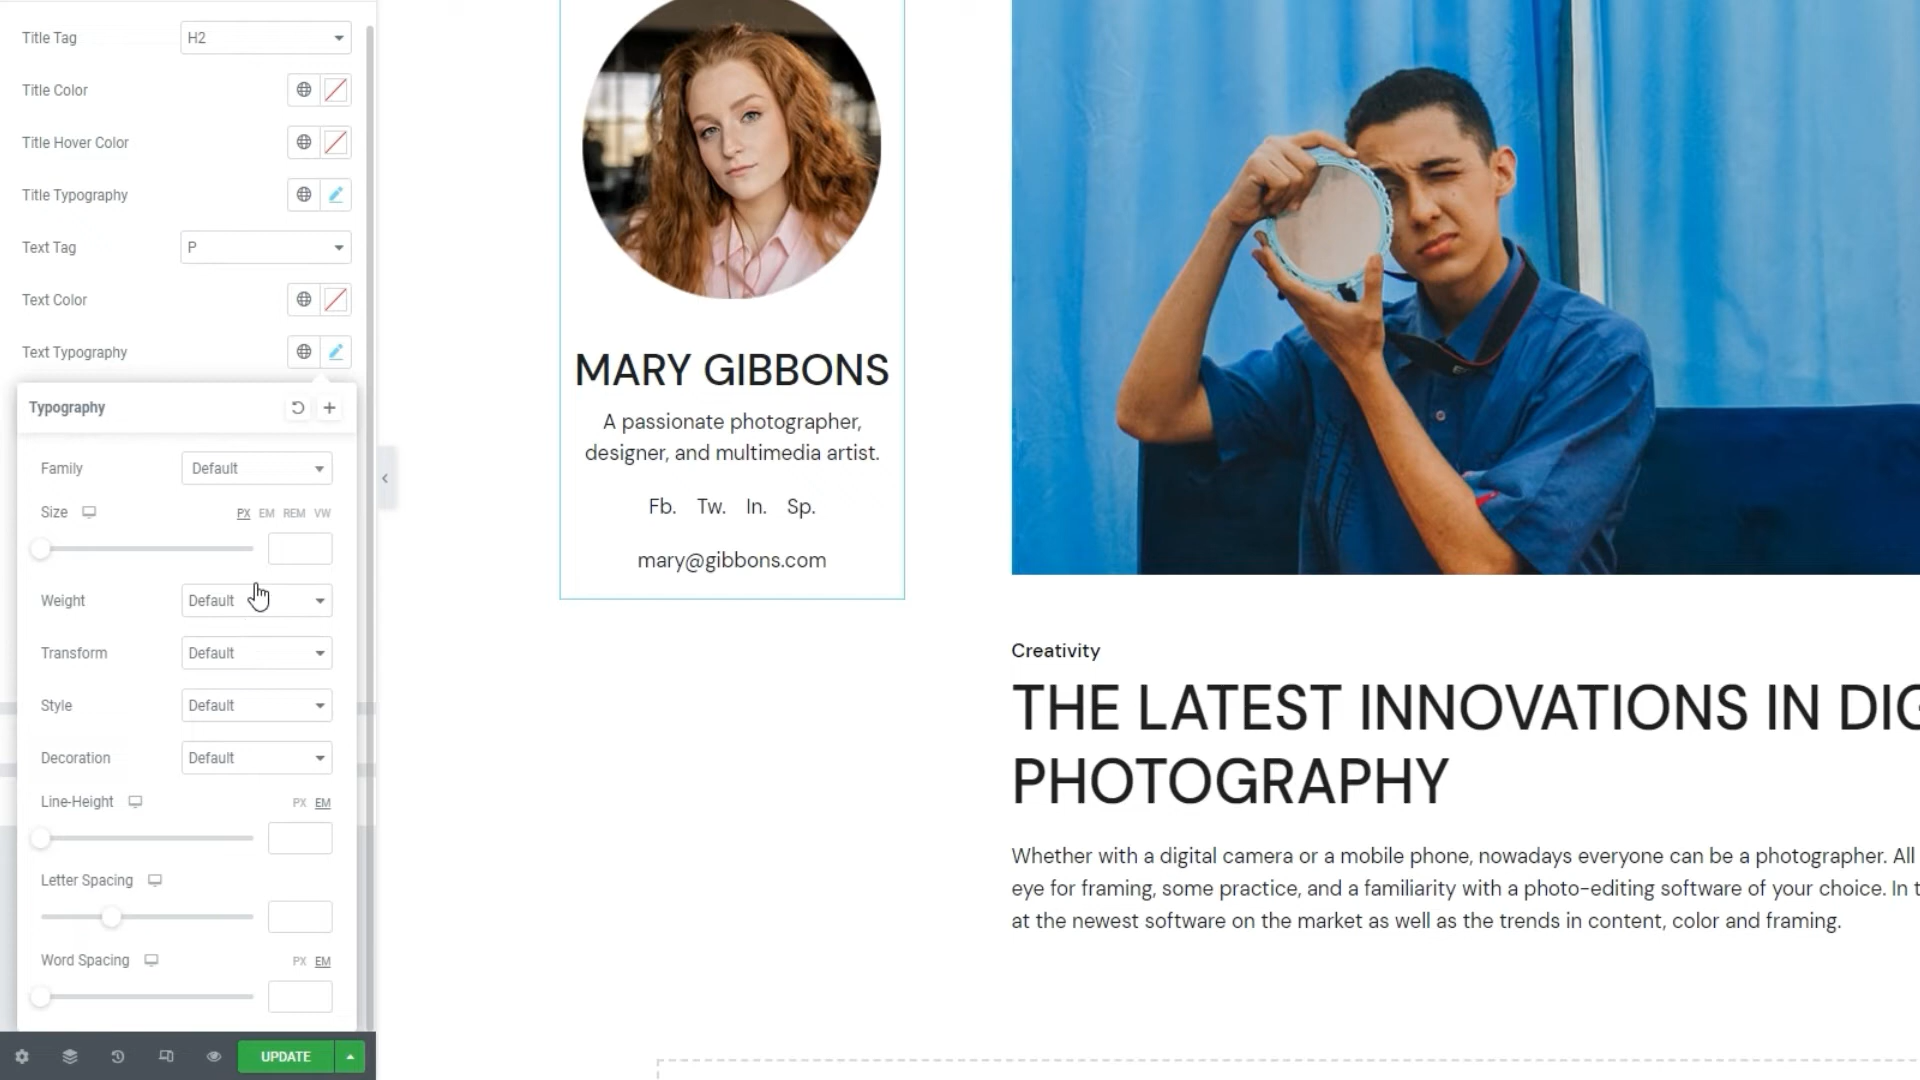 Title Tag H2
Title Color
Title Hover Color
Title Typography
Text Tag P
Text Color
Text Typography
Typography
Family Default
Size PX EM REM VW
Weight Default
Transform Default
Style Default
Decoration Default
Line-Height PX EM
Letter Spacing
Word Spacing PX EM
UPDATE
MARY GIBBONS
A passionate photographer,
designer, and multimedia artist.
Fb. Tw. In. Sp.
mary@gibbons.com
Creativity
THE LATEST INNOVATIONS IN DIG
PHOTOGRAPHY
Whether with a digital camera or a mobile phone, nowadays everyone can be a photographer. All
eye for framing, some practice, and a familiarity with a photo-editing software of your choice. In t
at the newest software on the market as well as the trends in content, color and framing.